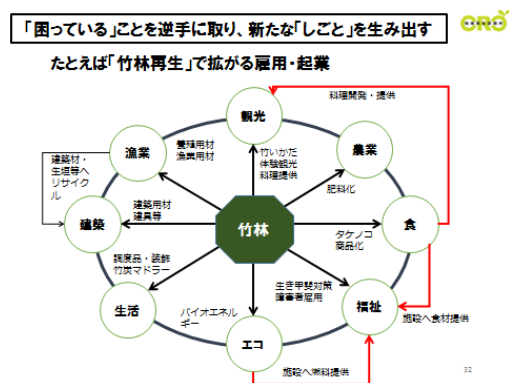 「困っている」ことを逆手に取り、新たな「しごと」を生み出す
CRO
たとえば「竹林再生」で拡がる雇用・起業
料理開発・提供
観光
養殖用材
漁業用材
竹いかだ
体験観光
料理提供
漁業
農業
建築材・
生垣等へ
リサイクル
肥料化
建築用材
建具等
建築
竹林
食
タケノコ
商品化
調度品・装飾
竹炭マドラー
生き甲斐対策
障害者雇用
生活
バイオエネル
ギー
福祉
施設へ食材提供
エコ
施設へ燃料提供
32